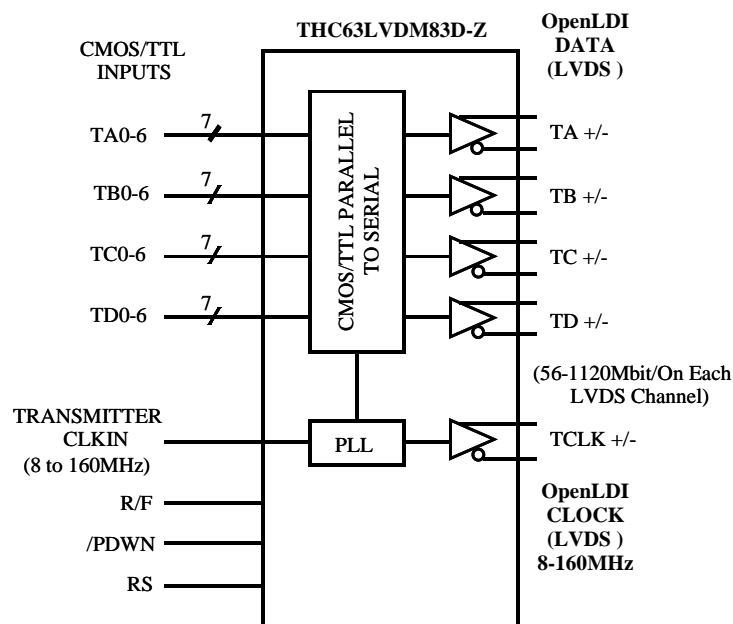 THC63LVDM83D-Z
CMOS/TTL
INPUTS
OpenLDI
DATA
(LVDS )
TA0-6
7
TA +/-
TB0-6
7
TB +/-
TC0-6
7
TC +/-
TD0-6
7
TD +/-
CMOS/TTL PARALLEL
TO SERIAL
(56-1120Mbit/On Each
LVDS Channel)
TRANSMITTER
CLKIN
(8 to 160MHz)
PLL
TCLK +/-
R/F
/PDWN
RS
OpenLDI
CLOCK
(LVDS )
8-160MHz